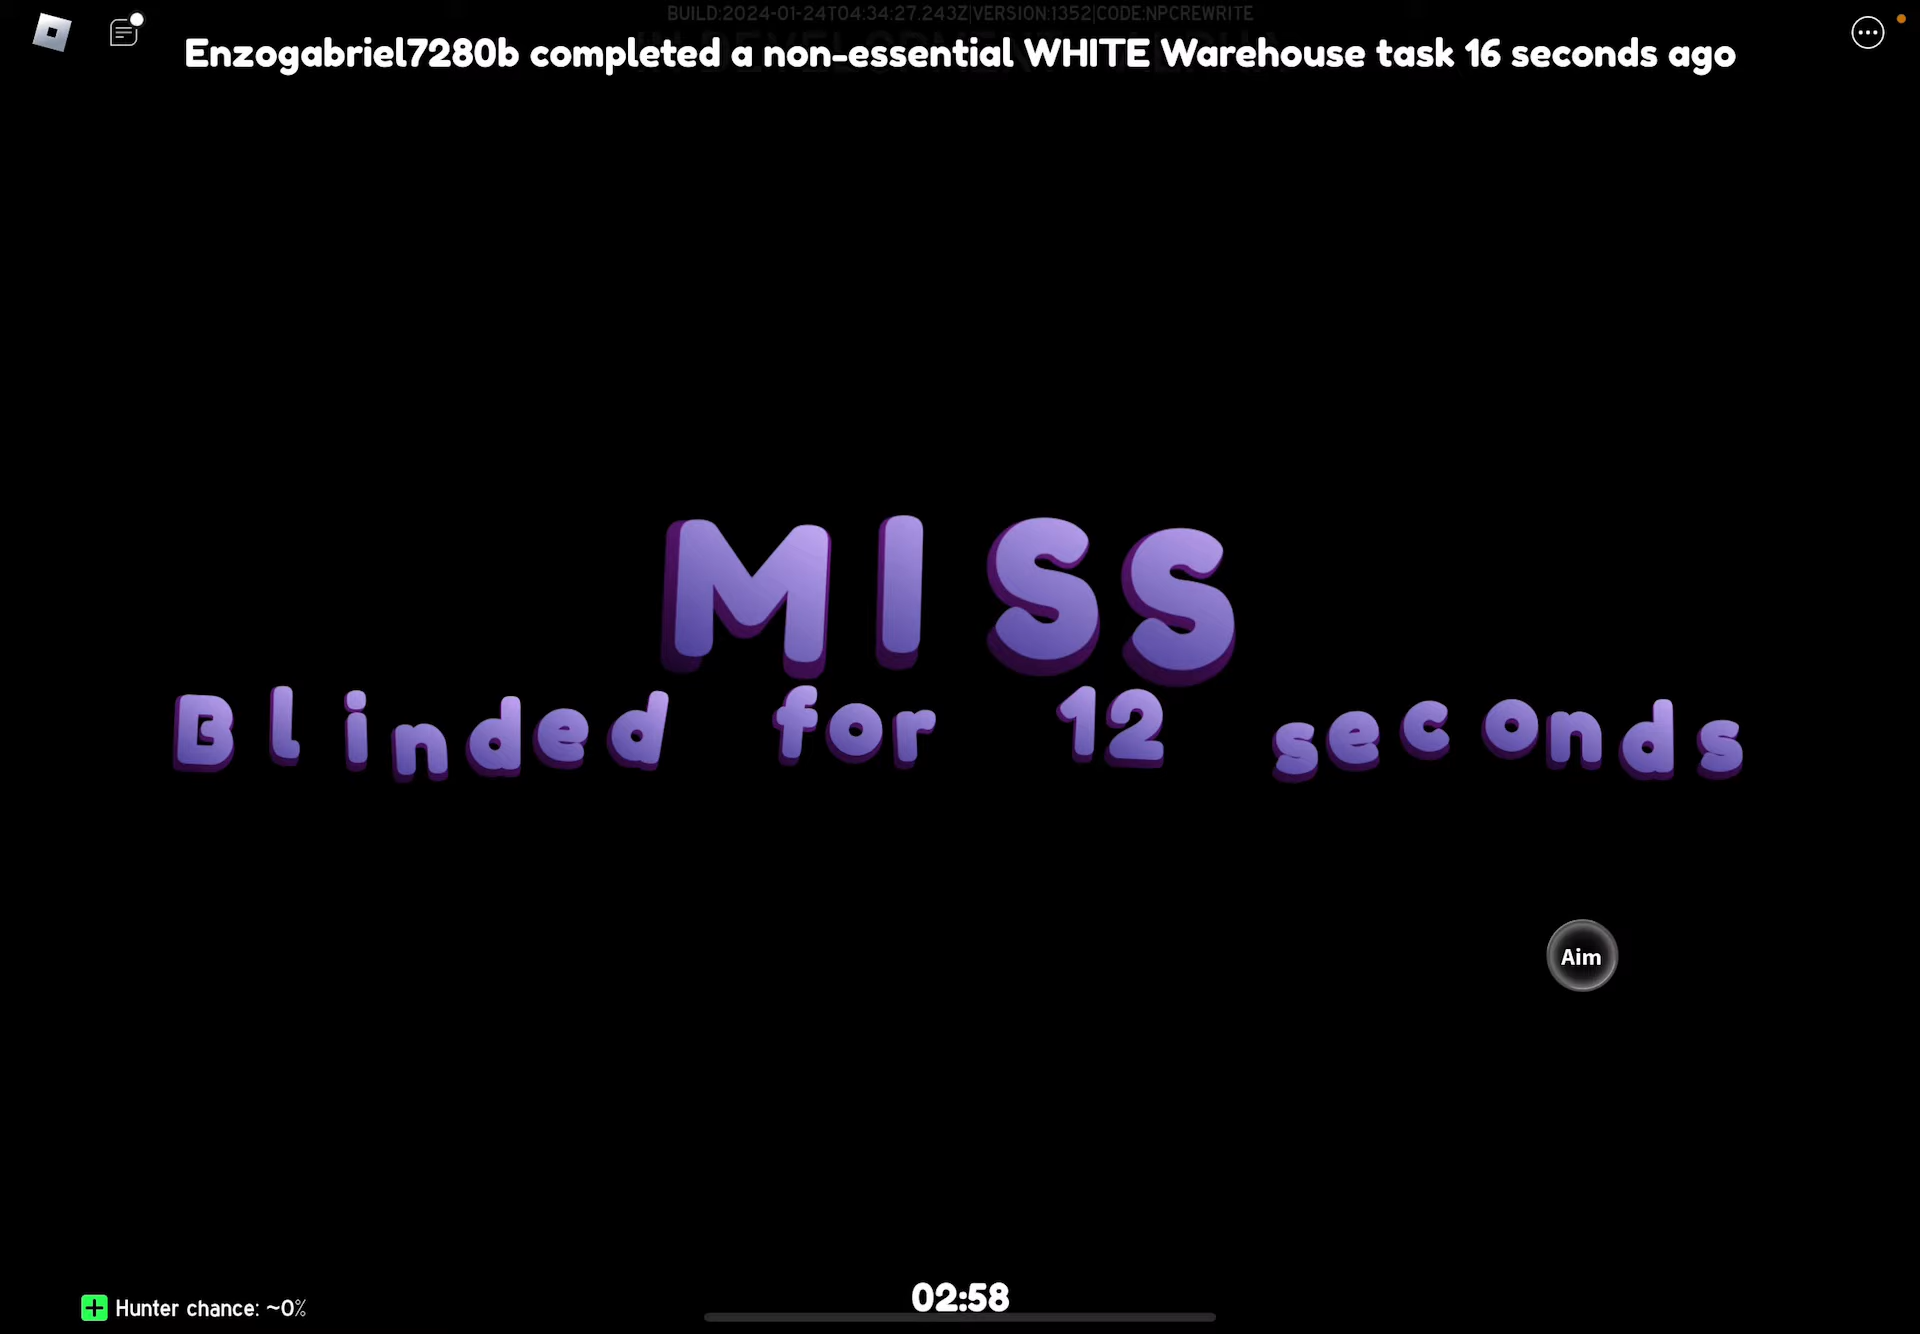 BUILD:2024-01-24T04:34:27.243Z|VERSION:1352|CODE:NPCREWRITE
Enzogabriel7280b completed a non-essential WHITE Warehouse task 16 seconds ago
MISS
Blinded for 12 seconds
Aim
Hunter chance: ~0%
02:58